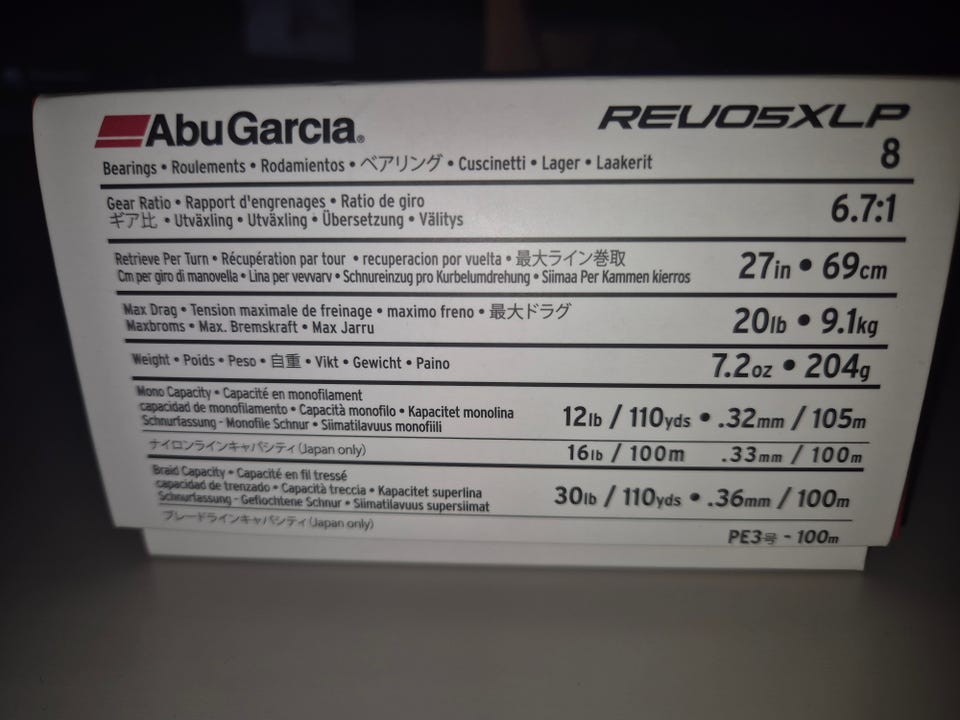 AbuGarcia® REVO5XLP
Bearings • Roulements • Rodamientos • ベアリング • Cuscinetti • Lager • Laakerit 8
Gear Ratio • Rapport d'engrenages • Ratio de giro
ギア比 • Utväxling • Utväxling • Übersetzung • Välitys 6.7:1
Retrieve Per Turn • Récupération par tour • recuperacion por vuelta • 最大ライン巻取
Cm per giro di manovella • Lina per vevvarv • Schnureinzug pro Kurbelumdrehung • Siimaa Per Kammen kierros 27in • 69cm
Max Drag • Tension maximale de freinage • maximo freno • 最大ドラグ
Maxbroms • Max. Bremskraft • Max Jarru 20lb • 9.1kg
Weight • Poids • Peso • 自重 • Vikt • Gewicht • Paino 7.2oz • 204g
Mono Capacity • Capacité en monofilament
capacidad de monofilamento • Capacità monofilo • Kapacitet monolina 12lb / 110yds • .32mm / 105m
Schnurfassung - Monofile Schnur • Siimatilavuus monofiili
ナイロンラインキャパシティ(Japan only) 16lb / 100m .33mm / 100m
Braid Capacity • Capacité en fil tressé
capacidad de trenzado • Capacità treccia • Kapacitet superlina 30lb / 110yds • .36mm / 100m
Schnurfassung - Geflochtene Schnur • Siimatilavuus supersiimat
ブレードラインキャパシティ(Japan only) PE3号 - 100m